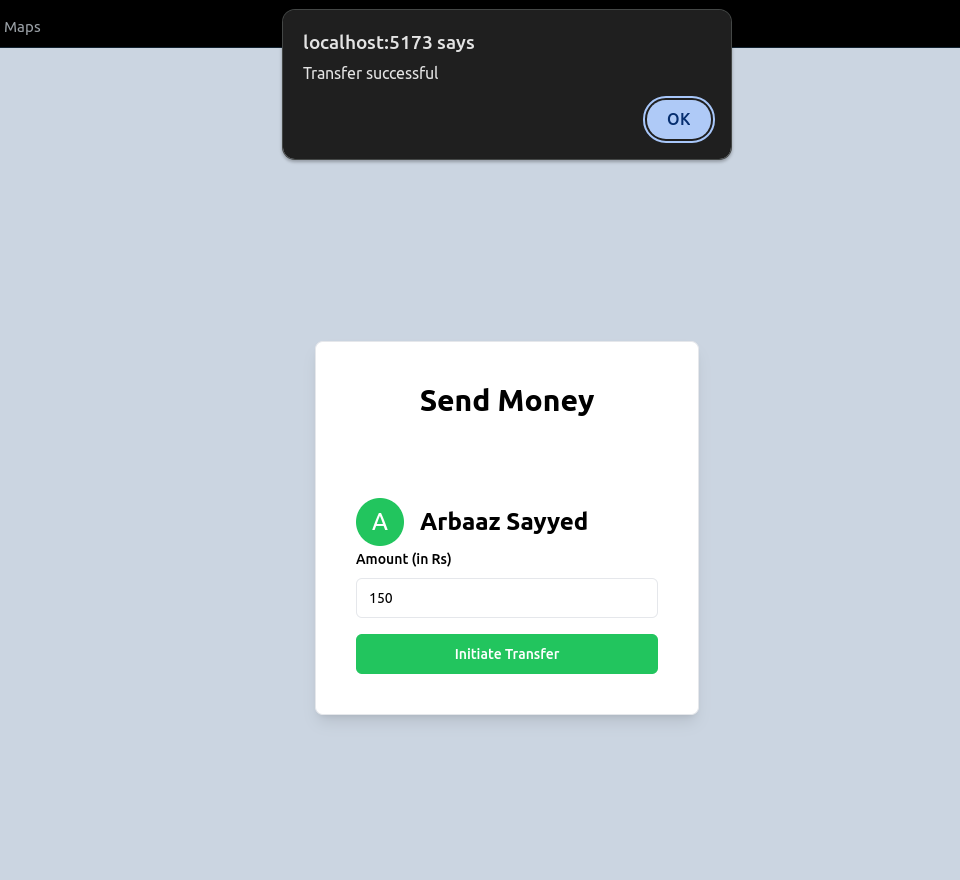 Maps
localhost:5173 says
Transfer successful
OK
Send Money
A
Arbaaz Sayyed
Amount (in Rs)
150
Initiate Transfer